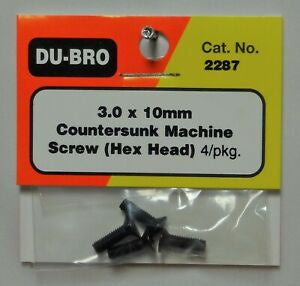 DU-BRO
Cat. No.
2287
3.0 x 10mm
Countersunk Machine
Screw (Hex Head) 4/pkg.